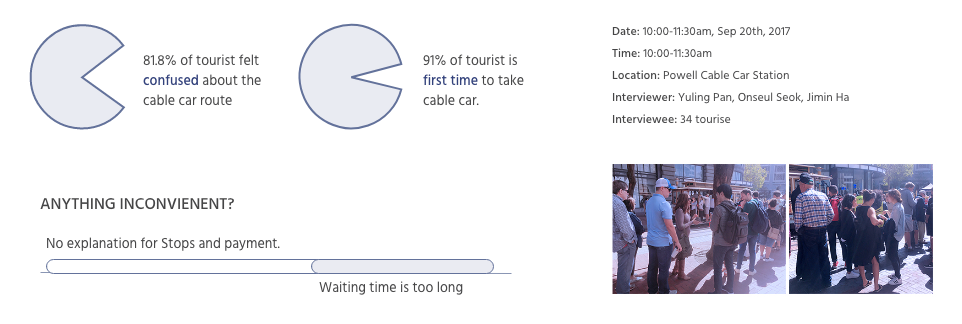 81.8% of tourist felt
confused about the
cable car route
91% of tourist is
first time to take
cable car.
Date: 10:00-11:30am, Sep 20th, 2017
Time: 10:00-11:30am
Location: Powell Cable Car Station
Interviewer: Yuling Pan, Onseul Seok, Jimin Ha
Interviewee: 34 tourise
ANYTHING INCONVIENENT?
No explanation for Stops and payment.
Waiting time is too long